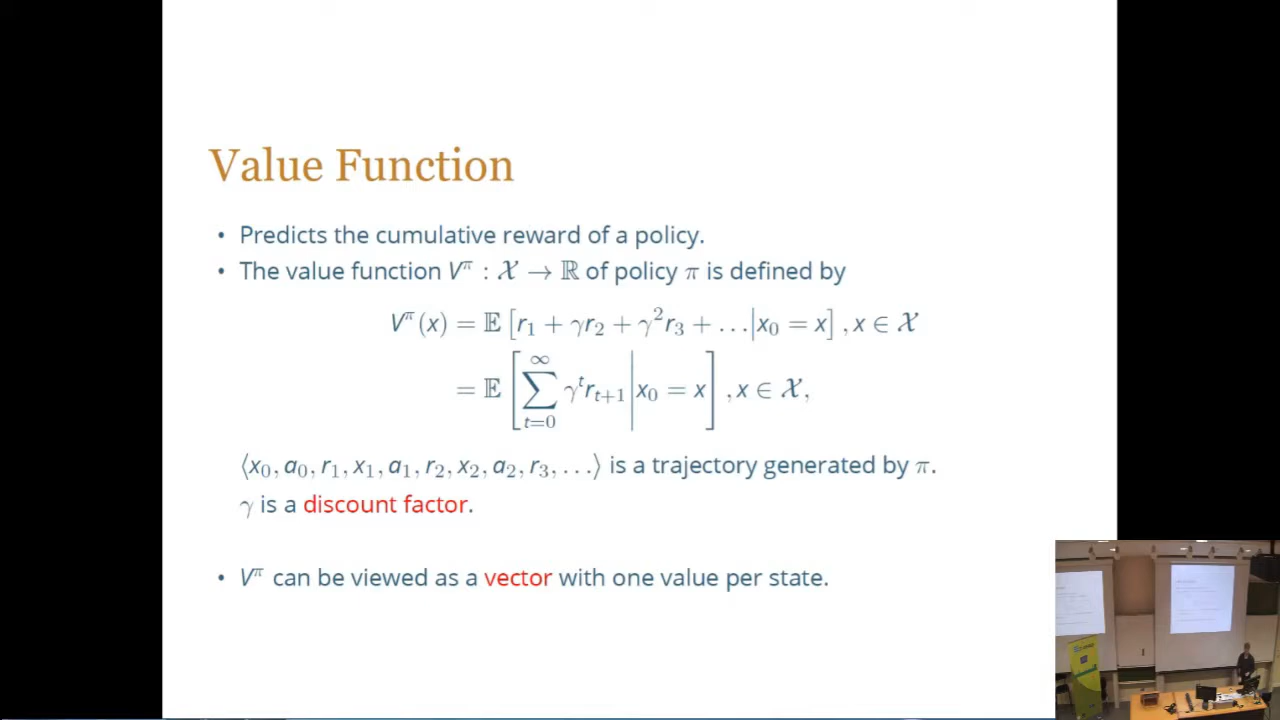 Value Function
• Predicts the cumulative reward of a policy.
• The value function V^π : 𝒳 → ℝ of policy π is defined by
V^π(x) = 𝔼 [r₁ + γr₂ + γ²r₃ + …|x₀ = x] , x ∈ 𝒳
= 𝔼 [∑_{t=0}^{∞} γ^t r_{t+1} | x₀ = x] , x ∈ 𝒳,
⟨x₀, a₀, r₁, x₁, a₁, r₂, x₂, a₂, r₃, …⟩ is a trajectory generated by π.
γ is a discount factor.
• V^π can be viewed as a vector with one value per state.